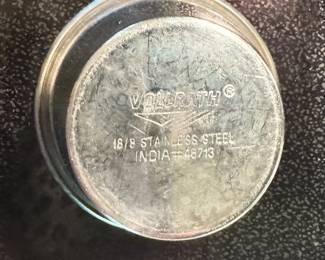 VOLLRATH®
18/8 STAINLESS STEEL
INDIA 46713